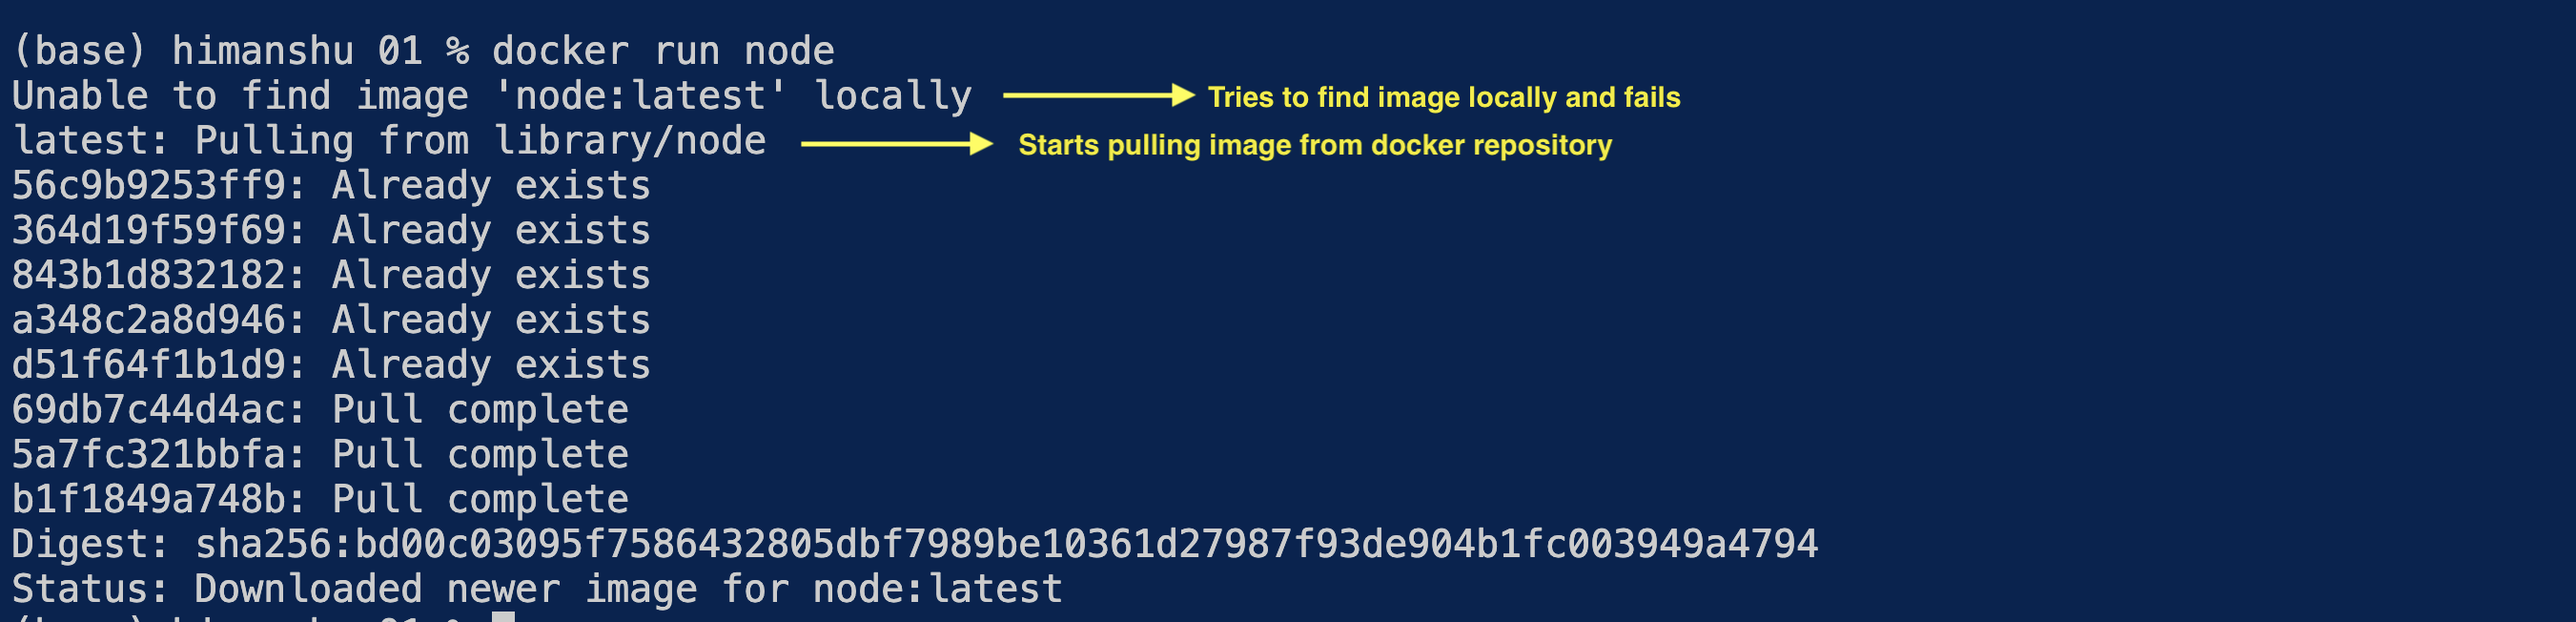 (base) himanshu 01 % docker run node
Unable to find image 'node:latest' locally Tries to find image locally and fails
latest: Pulling from library/node Starts pulling image from docker repository
56c9b9253ff9: Already exists
364d19f59f69: Already exists
843b1d832182: Already exists
a348c2a8d946: Already exists
d51f64f1b1d9: Already exists
69db7c44d4ac: Pull complete
5a7fc321bbfa: Pull complete
b1f1849a748b: Pull complete
Digest: sha256:bd00c03095f7586432805dbf7989be10361d27987f93de904b1fc003949a4794
Status: Downloaded newer image for node:latest